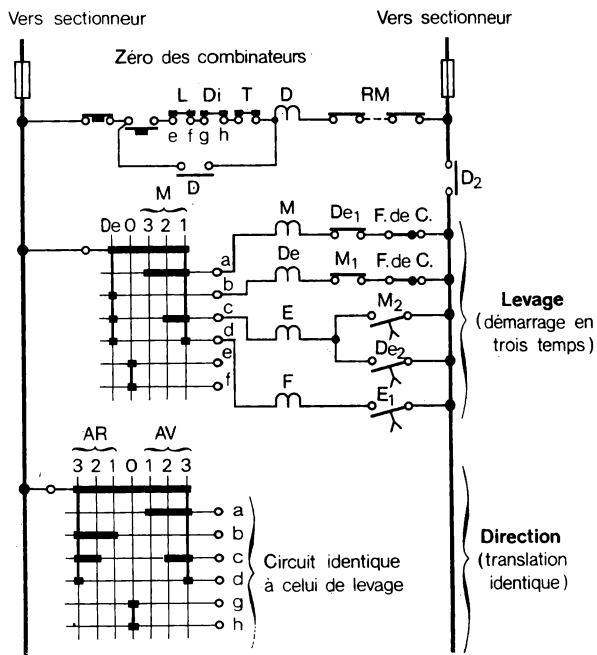 Vers sectionneur
Vers sectionneur
Zéro des combinateurs
L Di T D RM
e f g h
D
D2
M
De 0 3 2 1
a
b
c
d
e
f
M De1 F. de C.
De M1 F. de C.
E M2
De2
F E1
Levage
(démarrage en
trois temps)
AR AV
3 2 1 0 1 2 3
a
b
c
d
g
h
Circuit identique
à celui de levage
Direction
(translation
identique)